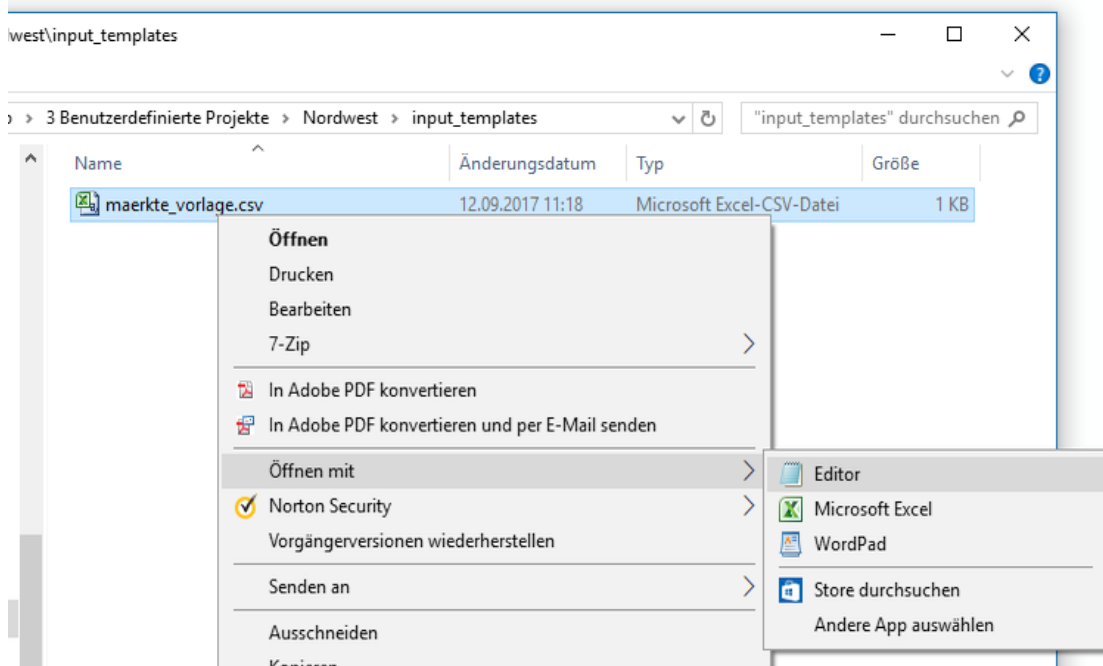 lwest\input_templates
3 Benutzerdefinierte Projekte > Nordwest > input_templates
"input_templates" durchsuchen
Name Änderungsdatum Typ Größe
maerkte_vorlage.csv 12.09.2017 11:18 Microsoft Excel-CSV-Datei 1 KB
Öffnen
Drucken
Bearbeiten
7-Zip
In Adobe PDF konvertieren
In Adobe PDF konvertieren und per E-Mail senden
Öffnen mit
Norton Security
Vorgängerversionen wiederherstellen
Senden an
Ausschneiden
Kopieren
Editor
Microsoft Excel
WordPad
Store durchsuchen
Andere App auswählen